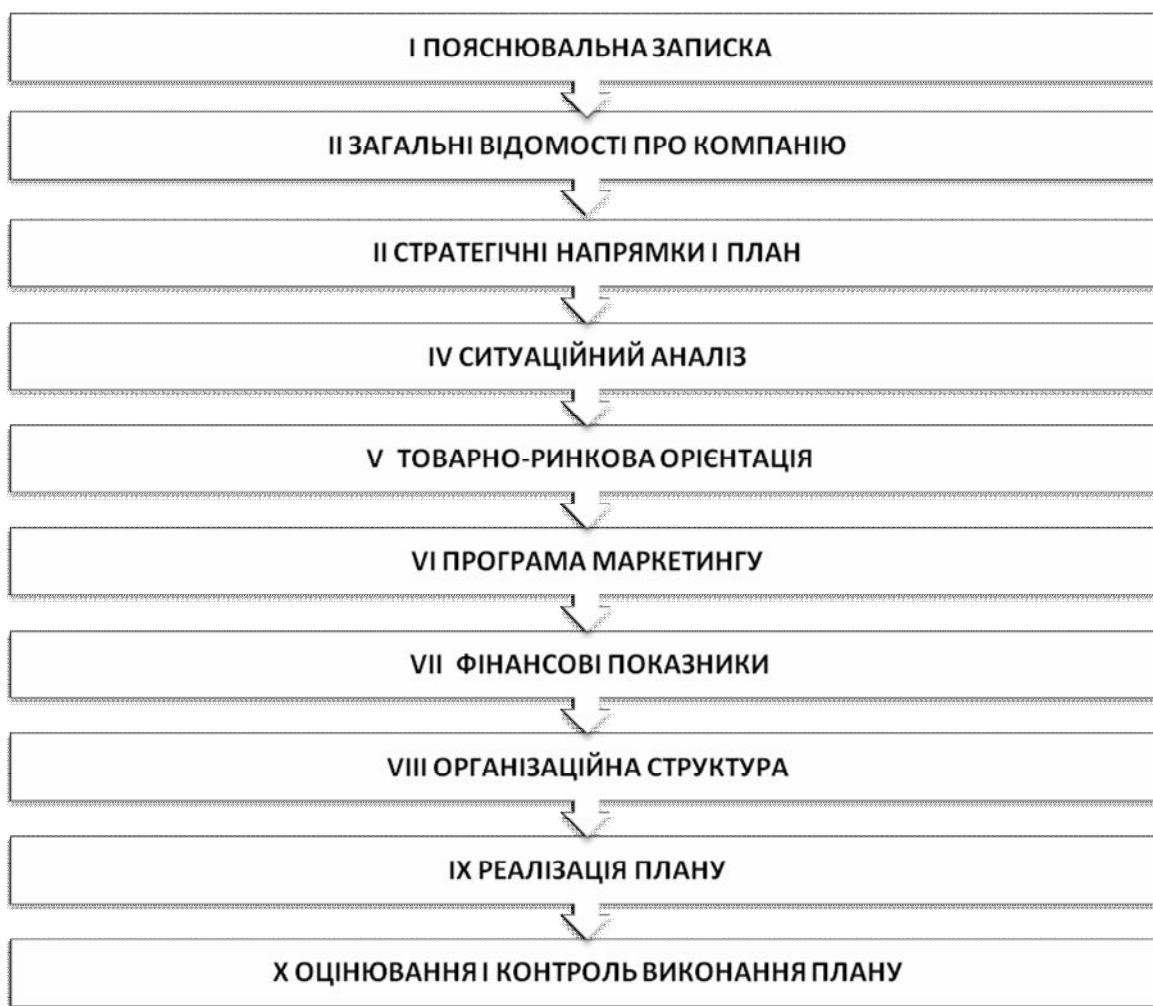 І ПОЯСНЮВАЛЬНА ЗАПИСКА
ІІ ЗАГАЛЬНІ ВІДОМОСТІ ПРО КОМПАНІЮ
ІІ СТРАТЕГІЧНІ НАПРЯМКИ І ПЛАН
IV СИТУАЦІЙНИЙ АНАЛІЗ
V ТОВАРНО-РИНКОВА ОРІЄНТАЦІЯ
VI ПРОГРАМА МАРКЕТИНГУ
VII ФІНАНСОВІ ПОКАЗНИКИ
VIII ОРГАНІЗАЦІЙНА СТРУКТУРА
IX РЕАЛІЗАЦІЯ ПЛАНУ
X ОЦІНЮВАННЯ І КОНТРОЛЬ ВИКОНАННЯ ПЛАНУ